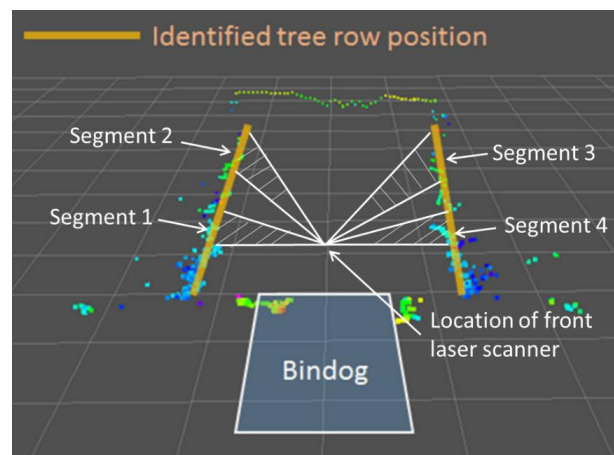 Identified tree row position
Segment 2
Segment 1
Segment 3
Segment 4
Location of front
laser scanner
Bindog